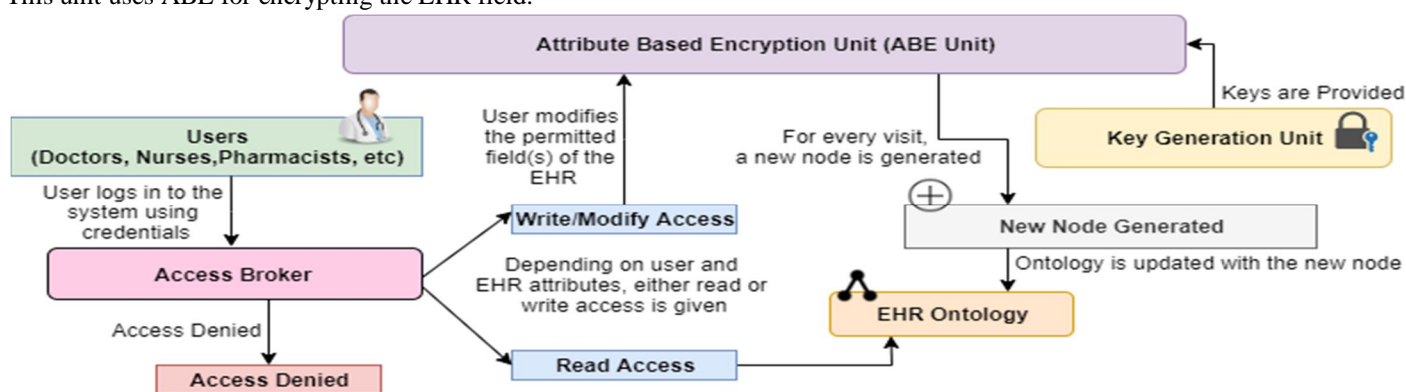 This unit uses ABE for encrypting the EHR field.
Attribute Based Encryption Unit (ABE Unit)
Keys are Provided
Key Generation Unit
Users
(Doctors, Nurses,Pharmacists, etc)
User modifies
the permitted
field(s) of the
EHR
For every visit,
a new node is generated
User logs in to the
system using
credentials
Write/Modify Access
New Node Generated
Access Broker
Depending on user and
EHR attributes, either read or
write access is given
Ontology is updated with the new node
EHR Ontology
Access Denied
Read Access
Access Denied